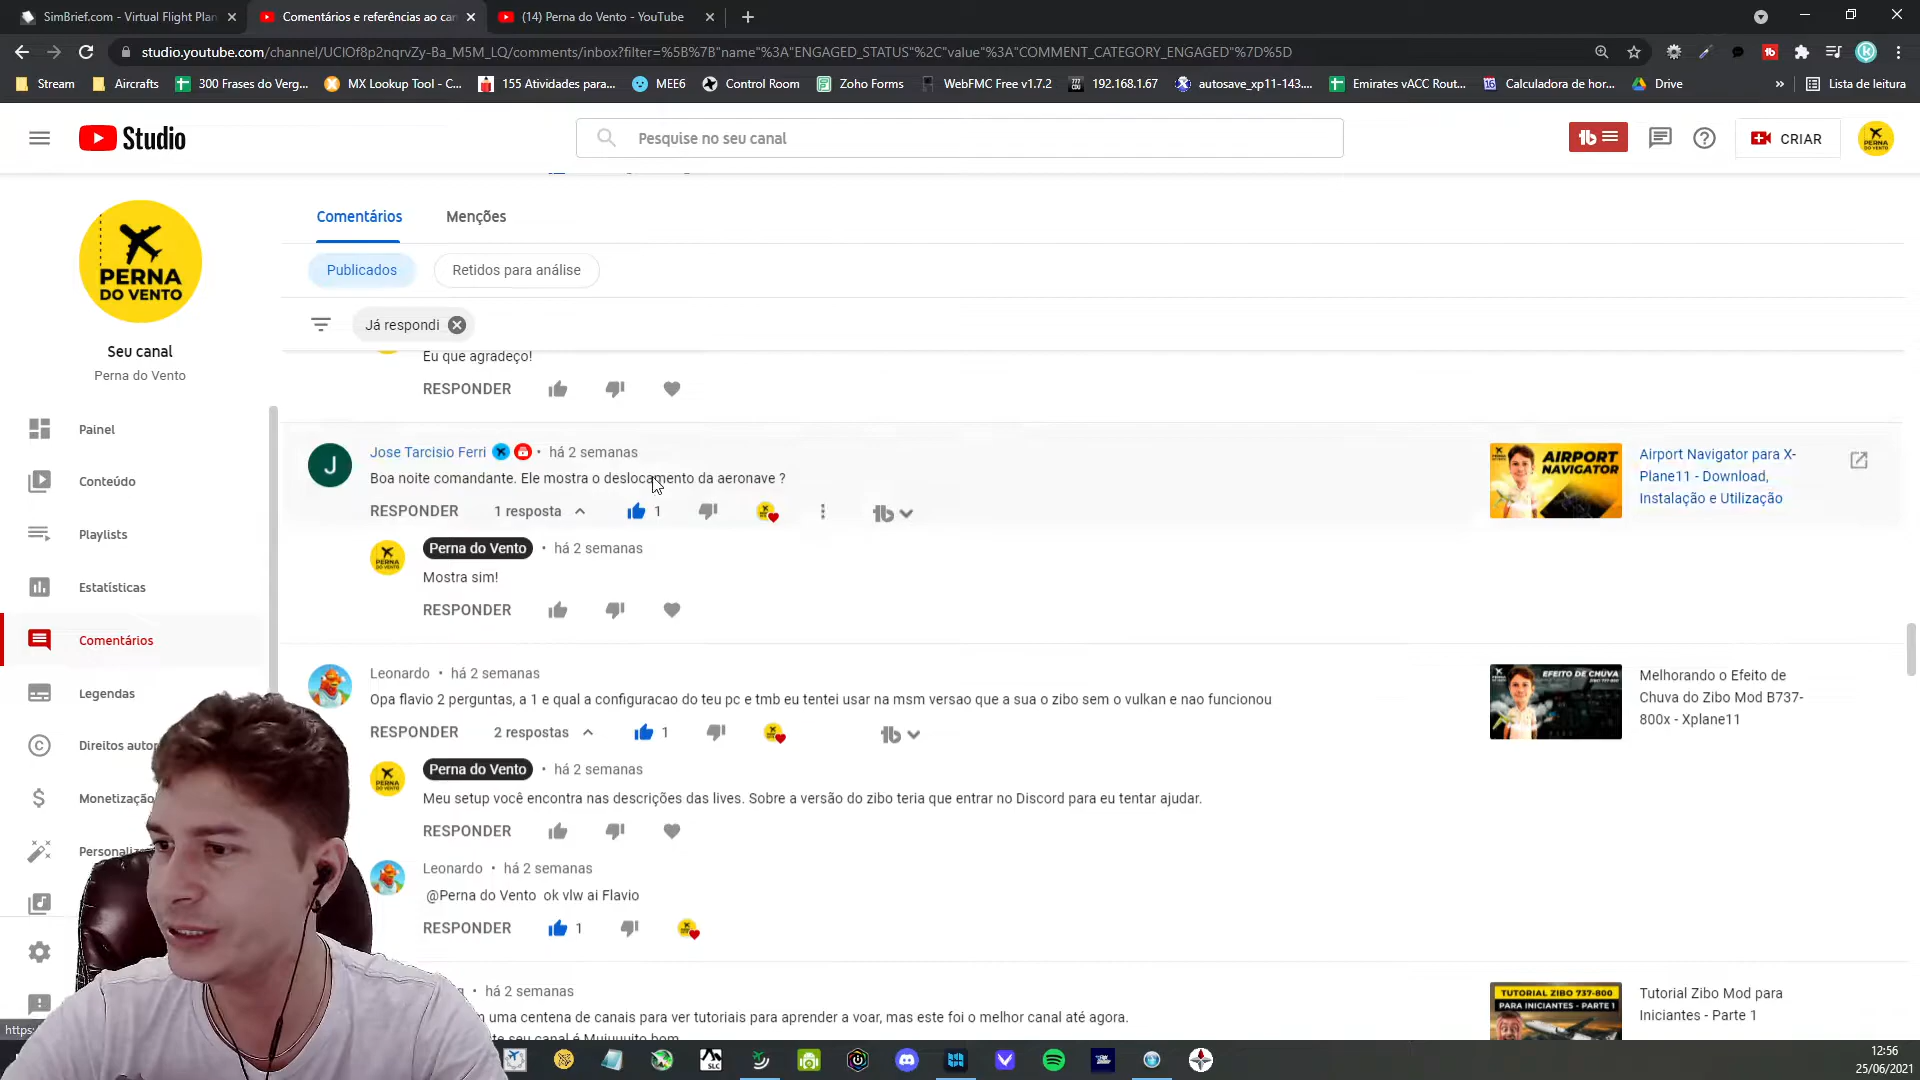 SimBrief.com - Virtual Flight Plan
Comentários e referências ao can
(14) Perna do Vento - YouTube
studio.youtube.com/channel/UClOf8p2nqrvZy-Ba_M5M_LQ/comments/inbox?filter=%5B%7B"name"%3A"ENGAGED_STATUS"%2C"value"%3A"COMMENT_CATEGORY_ENGAGED"%7D%5D
Stream
Aircrafts
300 Frases do Verg...
MX Lookup Tool - C...
155 Atividades para...
MEE6
Control Room
Zoho Forms
WebFMC Free v1.7.2
192.168.1.67
autosave_xp11-143....
Emirates vACC Rout...
Calculadora de hor...
Drive
»
Lista de leitura
Studio
Pesquise no seu canal
CRIAR
PERNA
DO VENTO
Seu canal
Perna do Vento
Painel
Conteúdo
Playlists
Estatísticas
Comentários
Legendas
Direitos autor
Monetização
Personaliz
https:
Comentários
Menções
Publicados
Retidos para análise
Já respondi
Eu que agradeço!
RESPONDER
J
Jose Tarcisio Ferri • há 2 semanas
Boa noite comandante. Ele mostra o deslocamento da aeronave ?
RESPONDER 1 resposta 1
AIRPORT
NAVIGATOR
Airport Navigator para X-
Plane11 - Download,
Instalação e Utilização
Perna do Vento • há 2 semanas
Mostra sim!
RESPONDER
Leonardo • há 2 semanas
Opa flavio 2 perguntas, a 1 e qual a configuracao do teu pc e tmb eu tentei usar na msm versao que a sua o zibo sem o vulkan e nao funcionou
RESPONDER 2 respostas 1
EFEITO DE CHUVA
Melhorando o Efeito de
Chuva do Zibo Mod B737-
800x - Xplane11
Perna do Vento • há 2 semanas
Meu setup você encontra nas descrições das lives. Sobre a versão do zibo teria que entrar no Discord para eu tentar ajudar.
RESPONDER
Leonardo • há 2 semanas
@Perna do Vento ok vlw ai Flavio
RESPONDER 1
• há 2 semanas
uma centena de canais para ver tutoriais para aprender a voar, mas este foi o melhor canal até agora.
seu canal é Muiuuuito bom
TUTORIAL ZIBO 737-800
PARA INICIANTES - PARTE 1
Tutorial Zibo Mod para
Iniciantes - Parte 1
SLC
12:56
25/06/2021